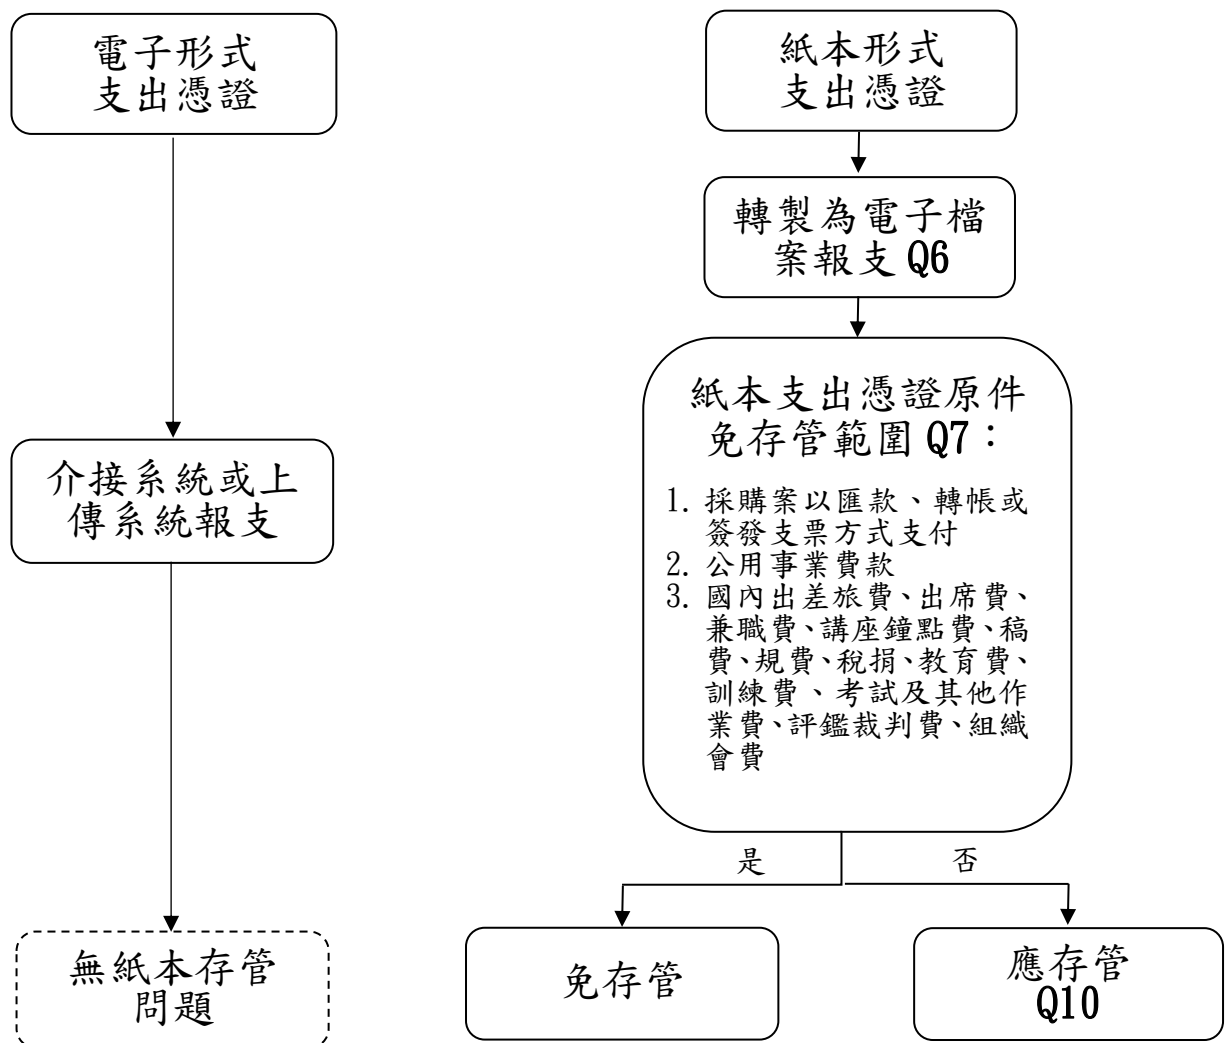 電子形式
支出憑證
介接系統或上
傳系統報支
無紙本存管
問題
紙本形式
支出憑證
轉製為電子檔
案報支 Q6
紙本支出憑證原件
免存管範圍 Q7：
1. 採購案以匯款、轉帳或
簽發支票方式支付
2. 公用事業費款
3. 國內出差旅費、出席費、
兼職費、講座鐘點費、稿
費、規費、稅捐、教育費、
訓練費、考試及其他作
業費、評鑑裁判費、組織
會費
是
否
免存管
應存管
Q10